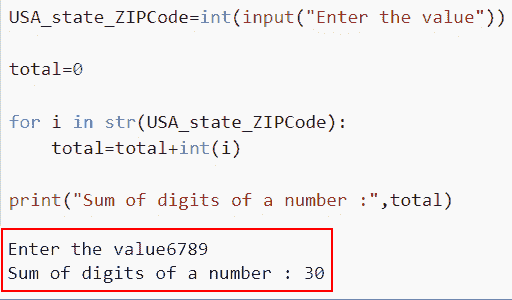 USA_state_ZIPCode=int(input("Enter the value"))
total=0
for i in str(USA_state_ZIPCode):
    total=total+int(i)
print("Sum of digits of a number :",total)
Enter the value6789
Sum of digits of a number : 30